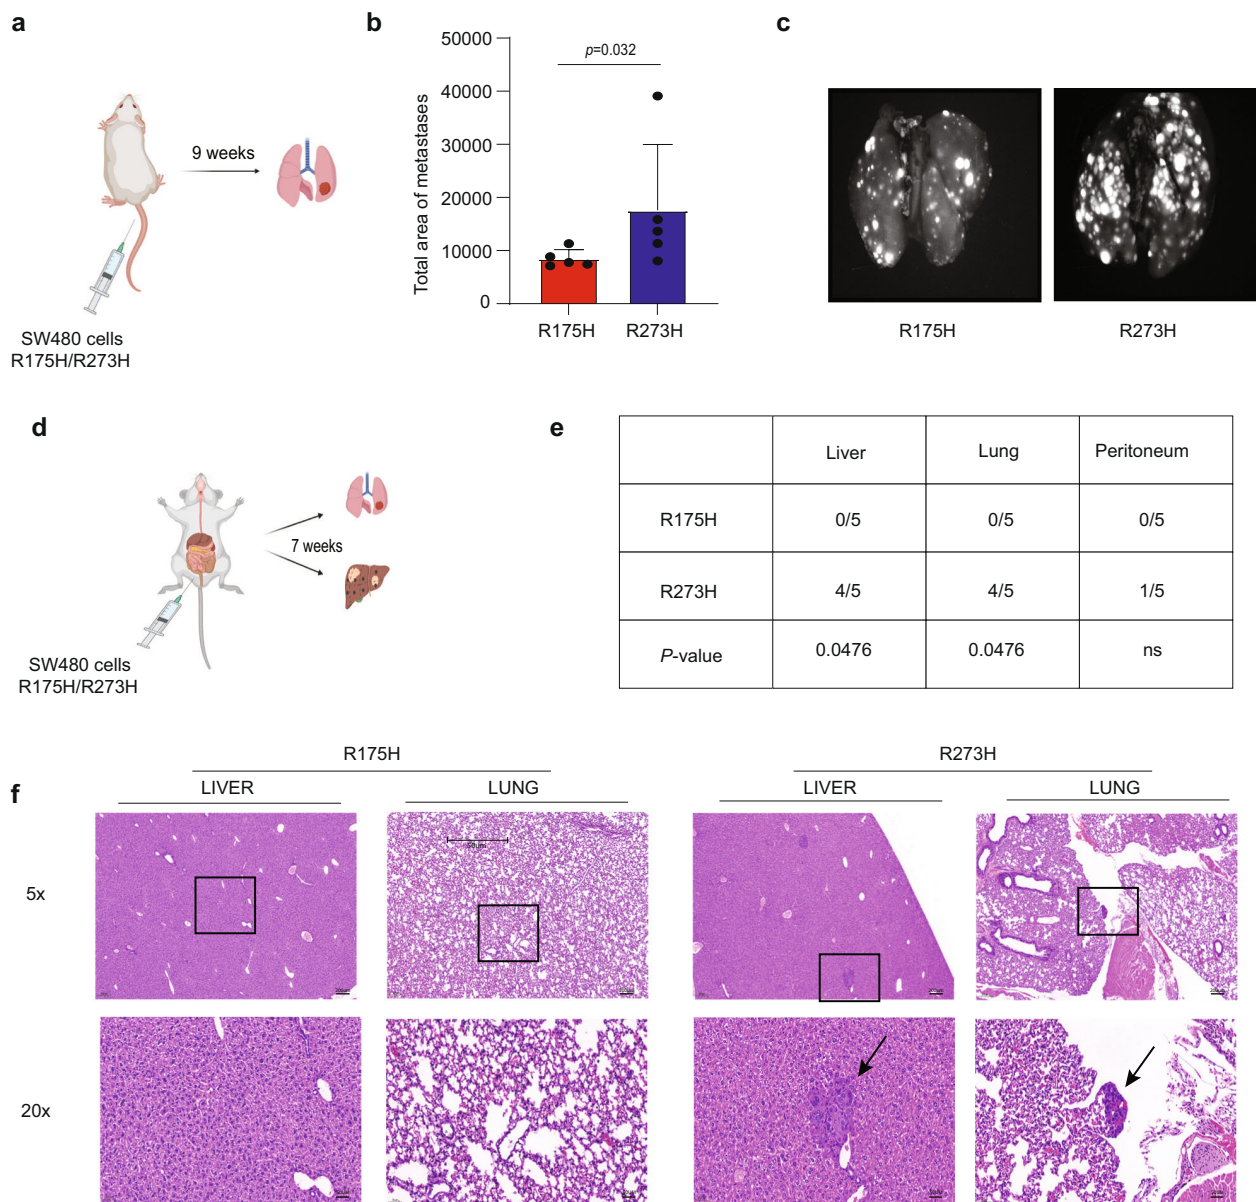 a
9 weeks
SW480 cells
R175H/R273H
b
Total area of metastases
50000
40000
30000
20000
10000
0
p=0.032
R175H
R273H
c
R175H
R273H
d
7 weeks
SW480 cells
R175H/R273H
e
Liver
Lung
Peritoneum
R175H
0/5
0/5
0/5
R273H
4/5
4/5
1/5
P-value
0.0476
0.0476
ns
f
R175H
R273H
LIVER
LUNG
LIVER
LUNG
5x
50um
20x